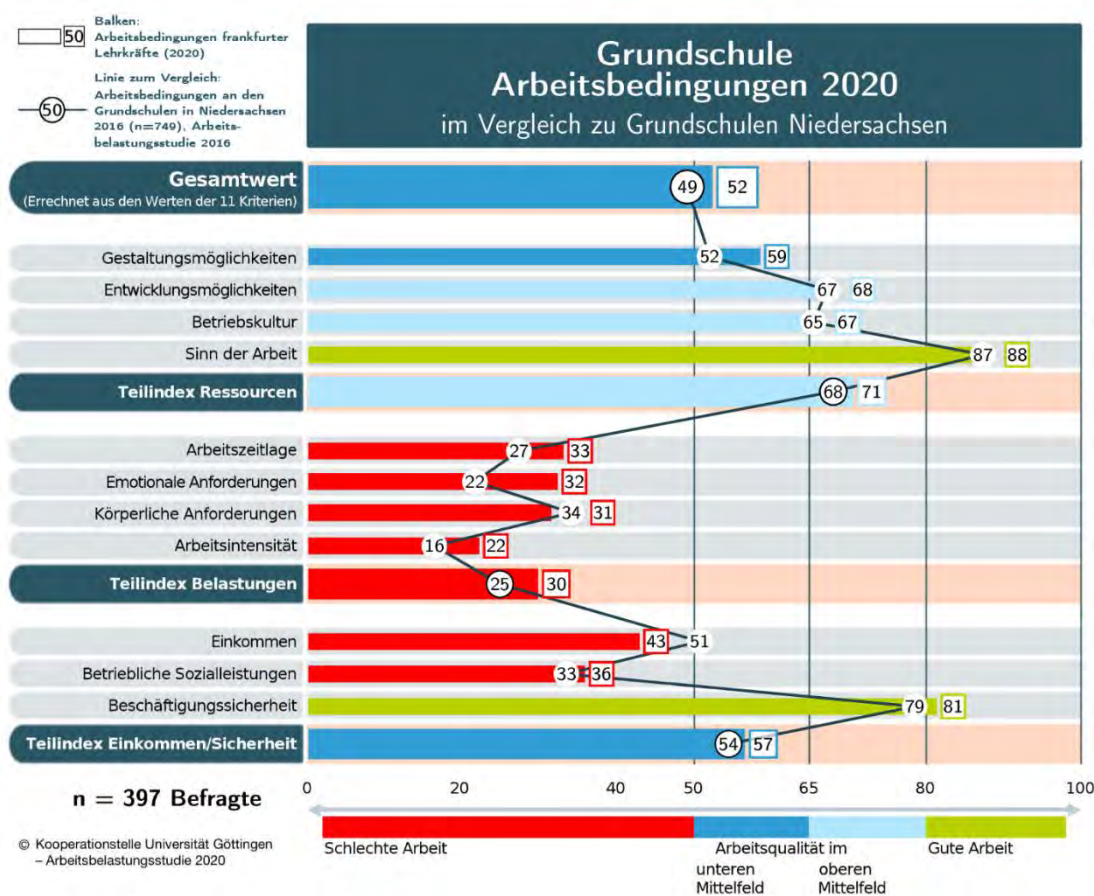 50
Balken:
Arbeitsbedingungen frankfurter
Lehrkräfte (2020)
50
Linie zum Vergleich:
Arbeitsbedingungen an den
Grundschulen in Niedersachsen
2016 (n=749), Arbeits-
belastungsstudie 2016
Grundschule
Arbeitsbedingungen 2020
im Vergleich zu Grundschulen Niedersachsen
Gesamtwert 49 52
(Errechnet aus den Werten der 11 Kriterien)
Gestaltungsmöglichkeiten 52 59
Entwicklungsmöglichkeiten 67 68
Betriebskultur 65 67
Sinn der Arbeit 87 88
Teilindex Ressourcen 68 71
Arbeitszeitlage 27 33
Emotionale Anforderungen 22 32
Körperliche Anforderungen 34 31
Arbeitsintensität 16 22
Teilindex Belastungen 25 30
Einkommen 43 51
Betriebliche Sozialleistungen 33 36
Beschäftigungssicherheit 79 81
Teilindex Einkommen/Sicherheit 54 57
0 20 40 50 65 80 100
n = 397 Befragte
Schlechte Arbeit
Arbeitsqualität im
unteren
Mittelfeld
oberen
Mittelfeld
Gute Arbeit
© Kooperationstelle Universität Göttingen
– Arbeitsbelastungsstudie 2020